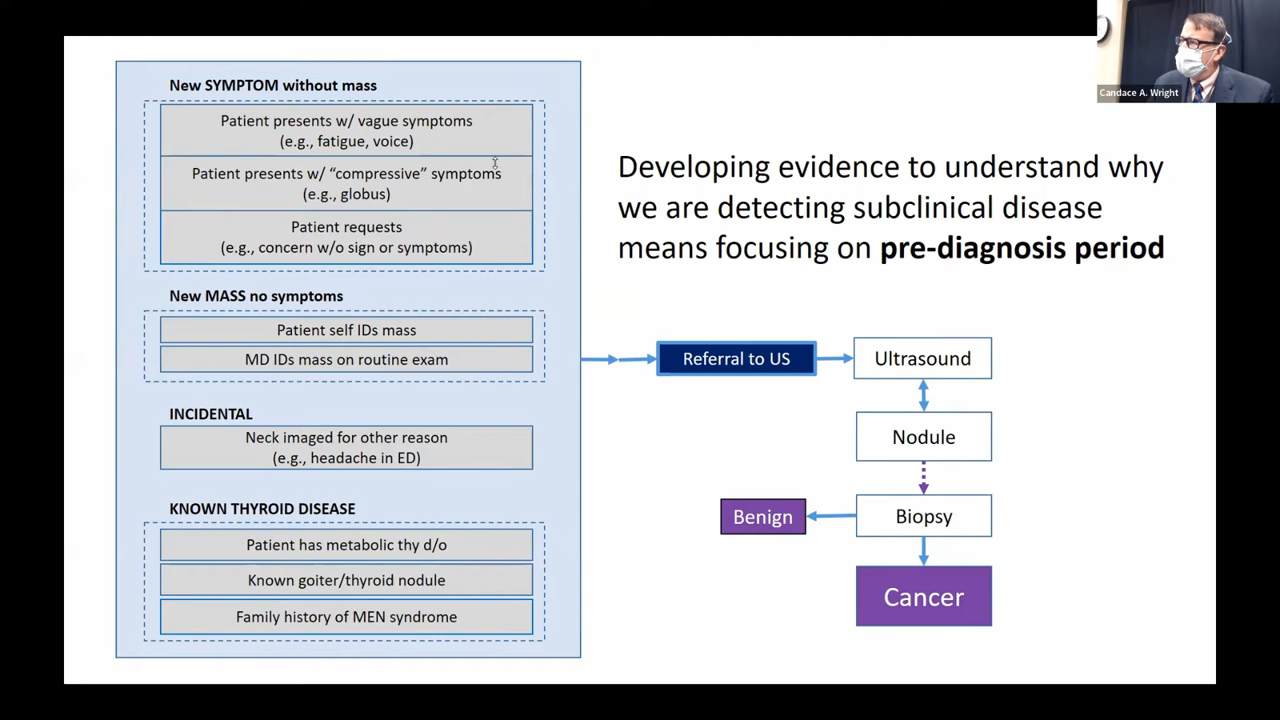 Candace A. Wright
New SYMPTOM without mass
Patient presents w/ vague symptoms
(e.g., fatigue, voice)
Patient presents w/ “compressive” symptoms
(e.g., globus)
Patient requests
(e.g., concern w/o sign or symptoms)
New MASS no symptoms
Patient self IDs mass
MD IDs mass on routine exam
INCIDENTAL
Neck imaged for other reason
(e.g., headache in ED)
KNOWN THYROID DISEASE
Patient has metabolic thy d/o
Known goiter/thyroid nodule
Family history of MEN syndrome
Developing evidence to understand why
we are detecting subclinical disease
means focusing on pre-diagnosis period
Referral to US
Ultrasound
Nodule
Biopsy
Benign
Cancer